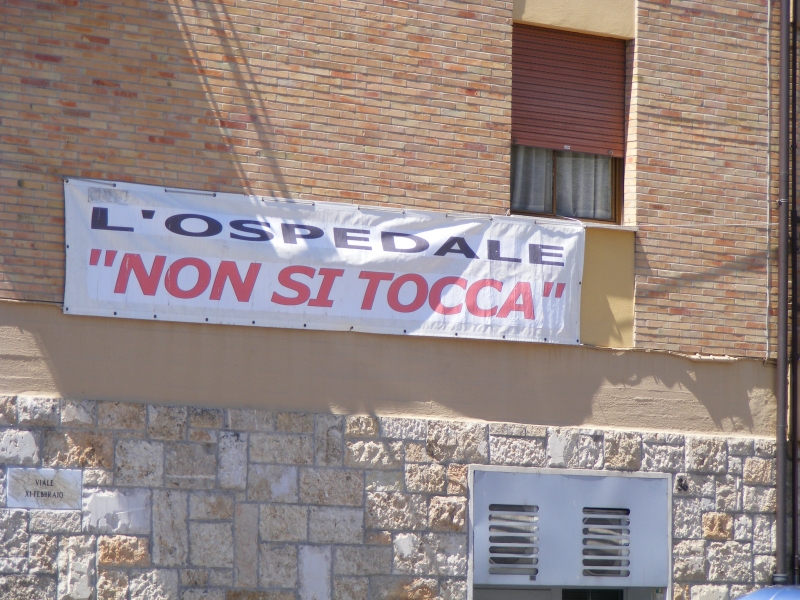 L'OSPEDALE
"NON SI TOCCA"
VIALE
XI FEBBRAIO